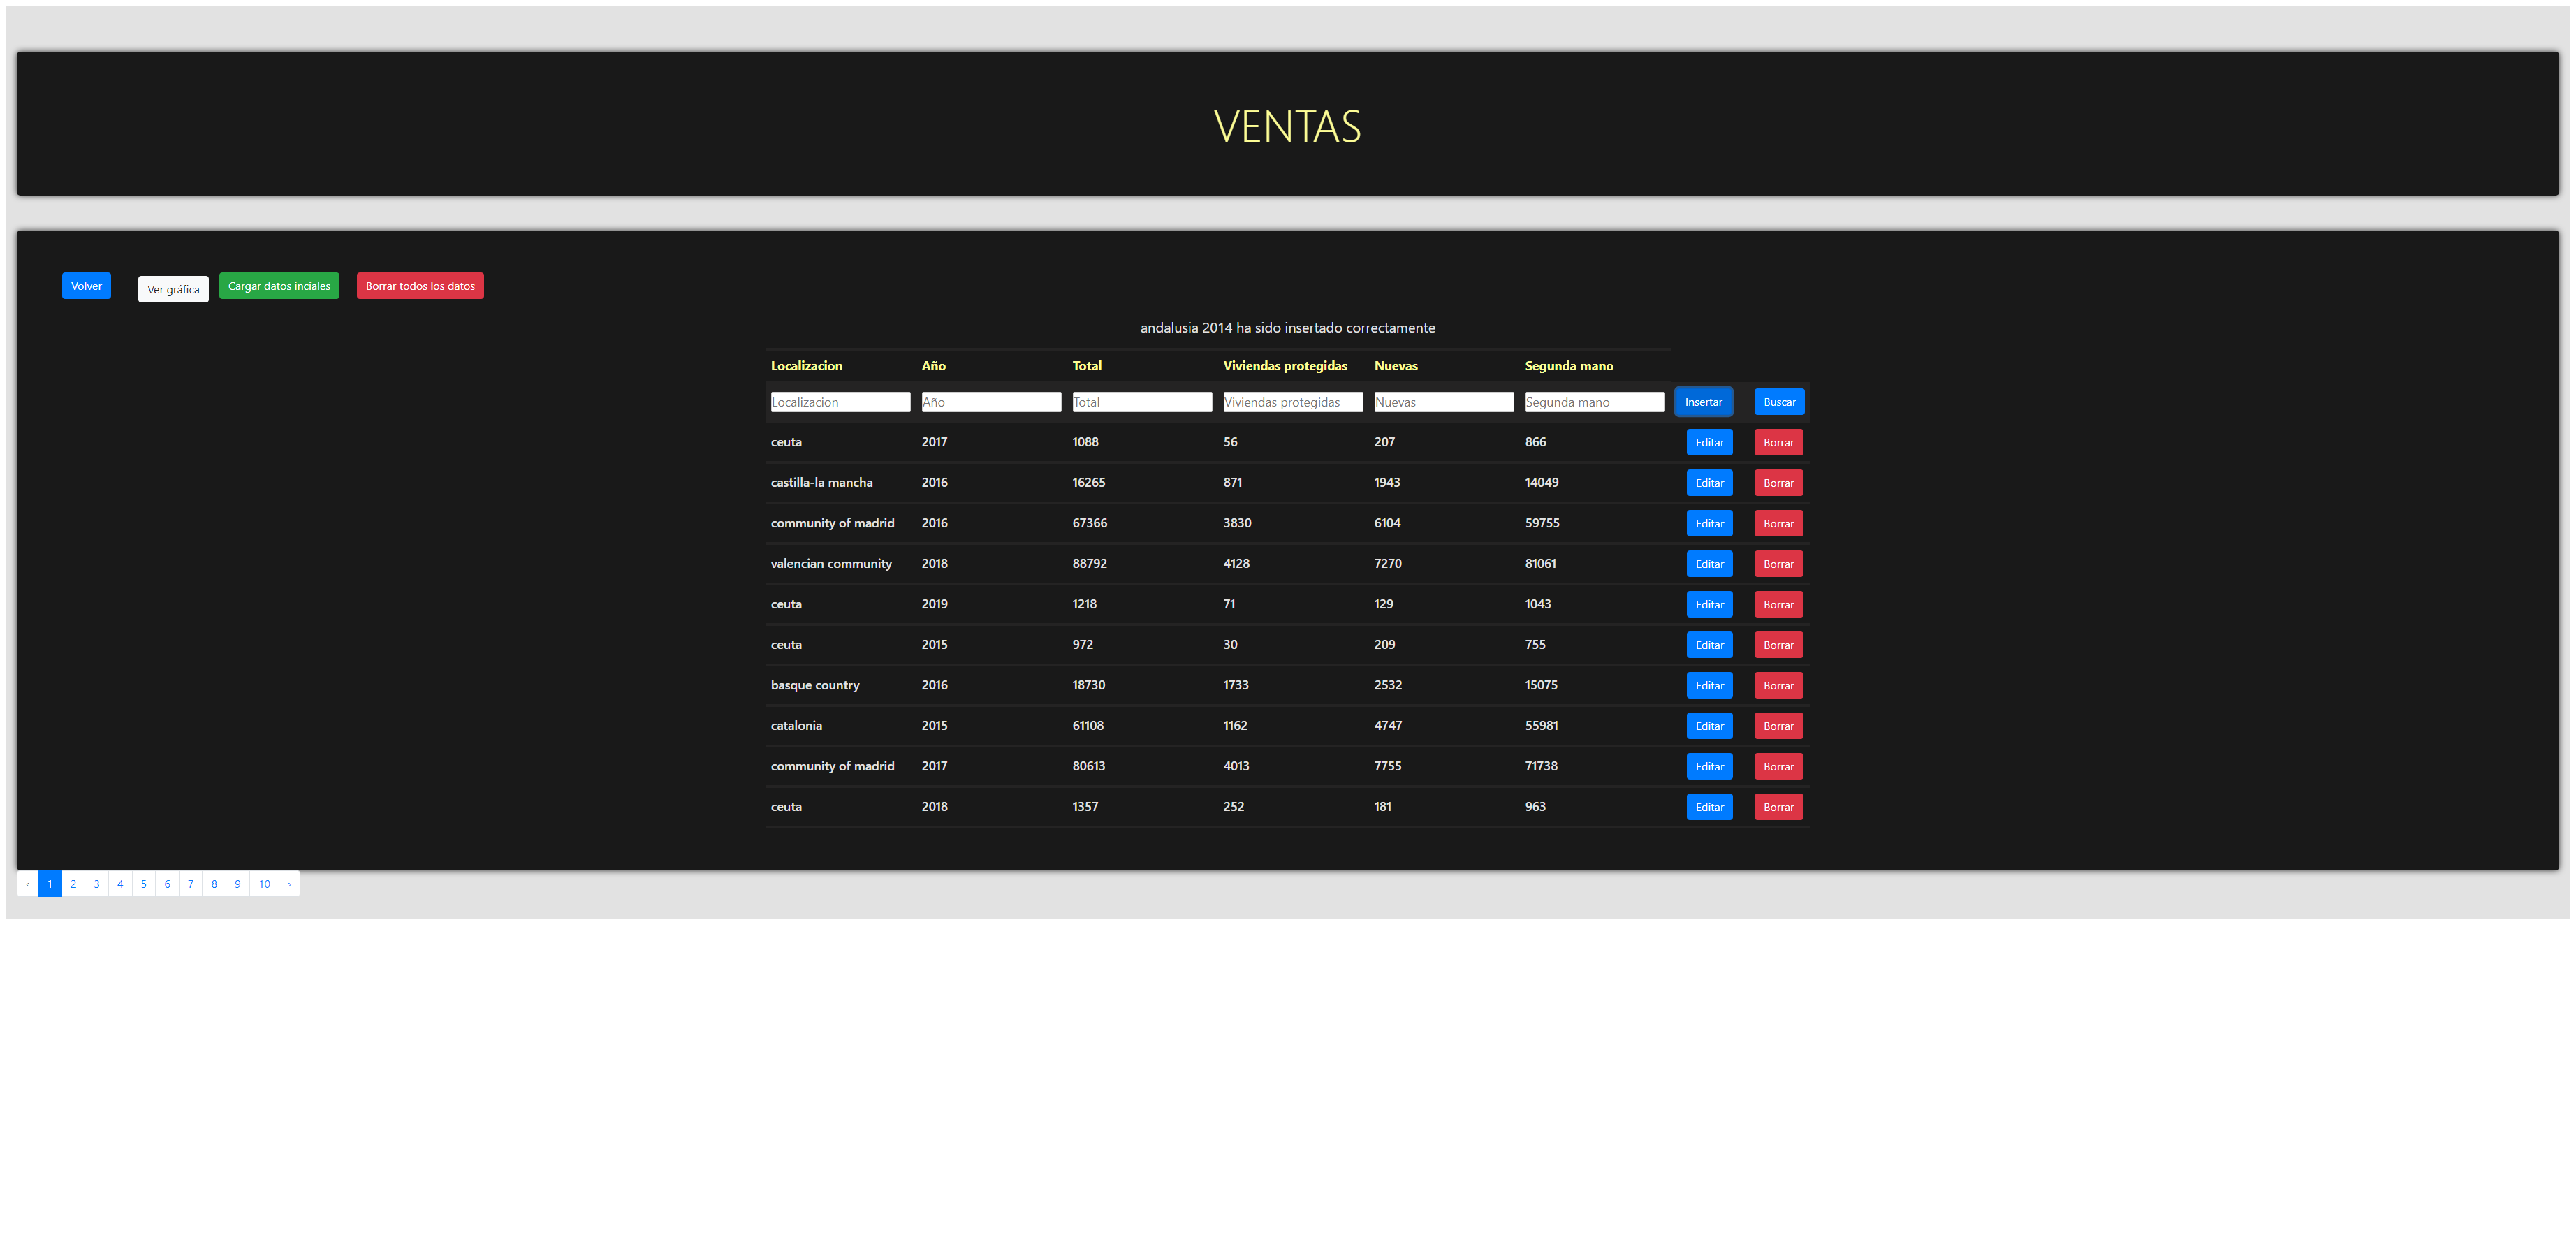 VENTAS
Volver Ver gráfica Cargar datos inciales Borrar todos los datos
andalusia 2014 ha sido insertado correctamente
Localizacion Año Total Viviendas protegidas Nuevas Segunda mano
Localizacion Año Total Viviendas protegidas Nuevas Segunda mano Insertar Buscar
ceuta 2017 1088 56 207 866 Editar Borrar
castilla-la mancha 2016 16265 871 1943 14049 Editar Borrar
community of madrid 2016 67366 3830 6104 59755 Editar Borrar
valencian community 2018 88792 4128 7270 81061 Editar Borrar
ceuta 2019 1218 71 129 1043 Editar Borrar
ceuta 2015 972 30 209 755 Editar Borrar
basque country 2016 18730 1733 2532 15075 Editar Borrar
catalonia 2015 61108 1162 4747 55981 Editar Borrar
community of madrid 2017 80613 4013 7755 71738 Editar Borrar
ceuta 2018 1357 252 181 963 Editar Borrar
‹ 1 2 3 4 5 6 7 8 9 10 ›